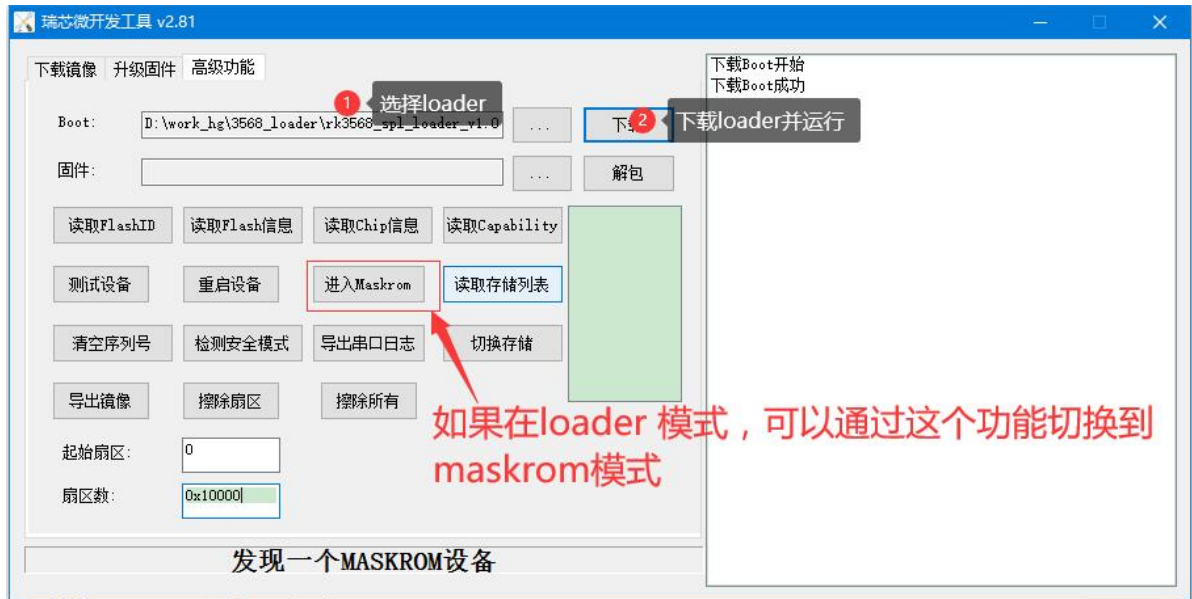 瑞芯微开发工具 v2.81
下载镜像 升级固件 高级功能
下载Boot开始
下载Boot成功
1 选择loader
Boot: D:\work_hg\3568_loader\rk3568_spl_loader_v1.0 ... 下 2 下载loader并运行
固件: ... 解包
读取FlashID 读取Flash信息 读取Chip信息 读取Capability
测试设备 重启设备 进入Maskrom 读取存储列表
清空序列号 检测安全模式 导出串口日志 切换存储
导出镜像 擦除扇区 擦除所有
如果在loader 模式，可以通过这个功能切换到
maskrom模式
起始扇区: 0
扇区数: 0x10000
发现一个MASKROM设备